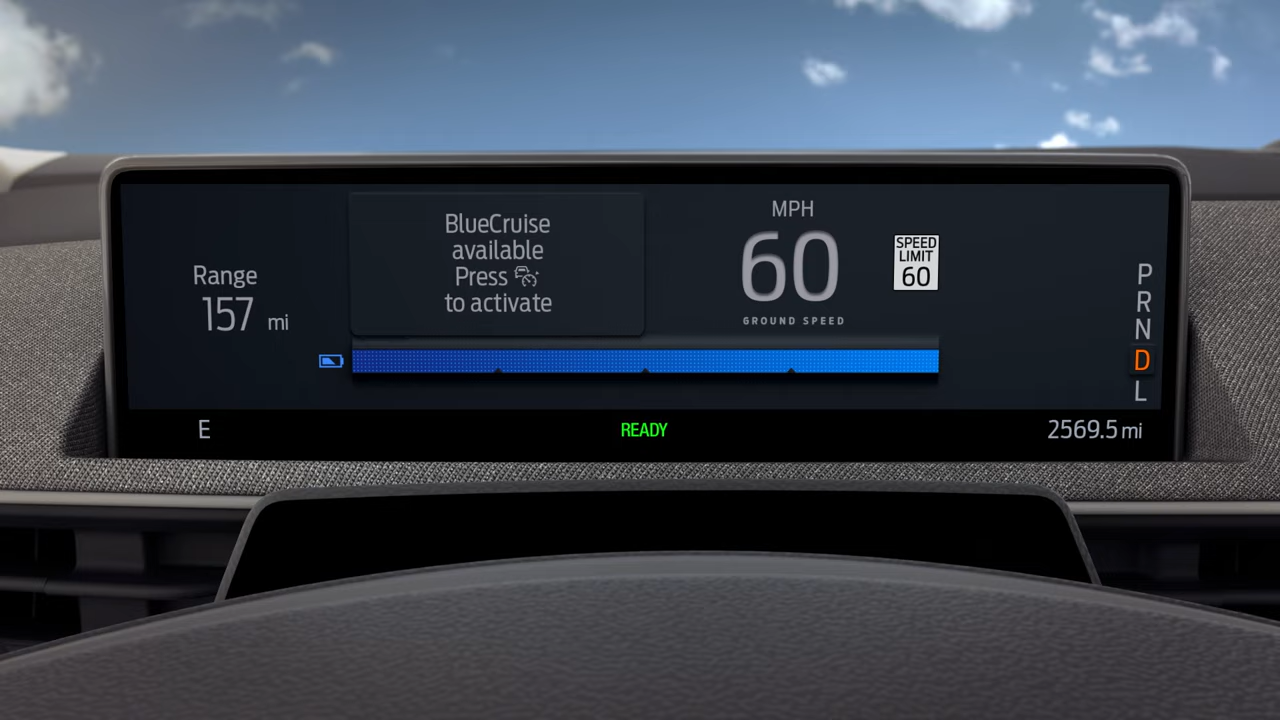 BlueCruise
available
Press
to activate
Range
157 mi
MPH
60
GROUND SPEED
SPEED
LIMIT
60
P
R
N
D
L
E
READY
2569.5 mi